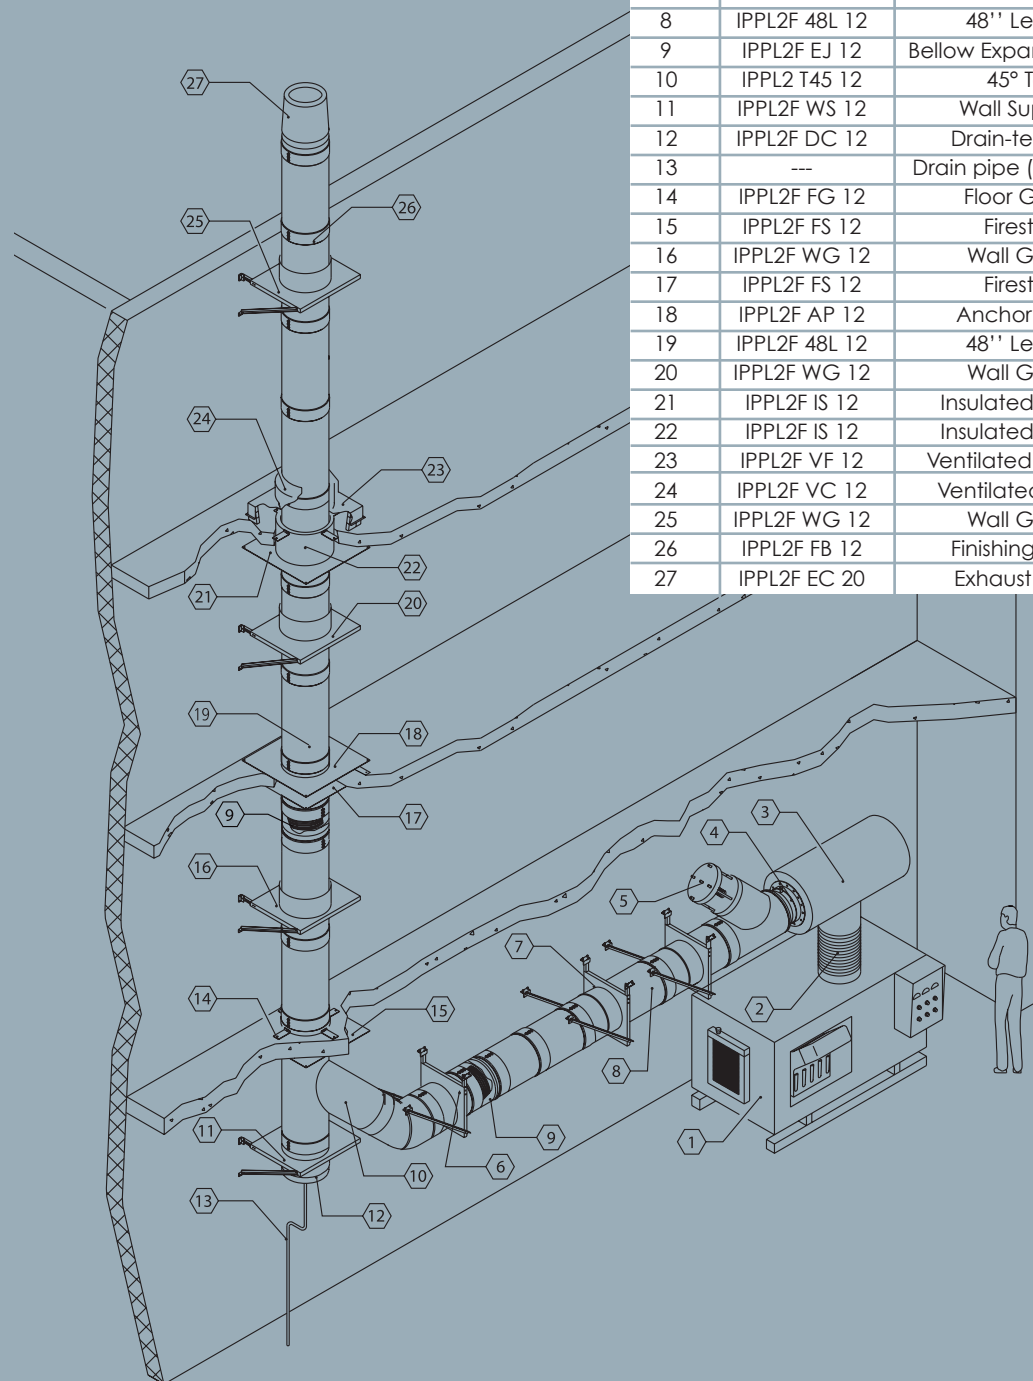 8 IPPL2F 48L 12 48’’ Le
9 IPPL2F EJ 12 Bellow Expa
10 IPPL2 T45 12 45° T
11 IPPL2F WS 12 Wall Su
12 IPPL2F DC 12 Drain-te
13 --- Drain pipe (
14 IPPL2F FG 12 Floor G
15 IPPL2F FS 12 Firest
16 IPPL2F WG 12 Wall G
17 IPPL2F FS 12 Firest
18 IPPL2F AP 12 Anchor
19 IPPL2F 48L 12 48’’ Le
20 IPPL2F WG 12 Wall G
21 IPPL2F IS 12 Insulated
22 IPPL2F IS 12 Insulated
23 IPPL2F VF 12 Ventilated
24 IPPL2F VC 12 Ventilated
25 IPPL2F WG 12 Wall G
26 IPPL2F FB 12 Finishing
27 IPPL2F EC 20 Exhaust
27
26
25
24
23
22
21
20
19
18
17
9
16
3
4
5
7
2
14
15
8
1
9
6
11
10
12
13